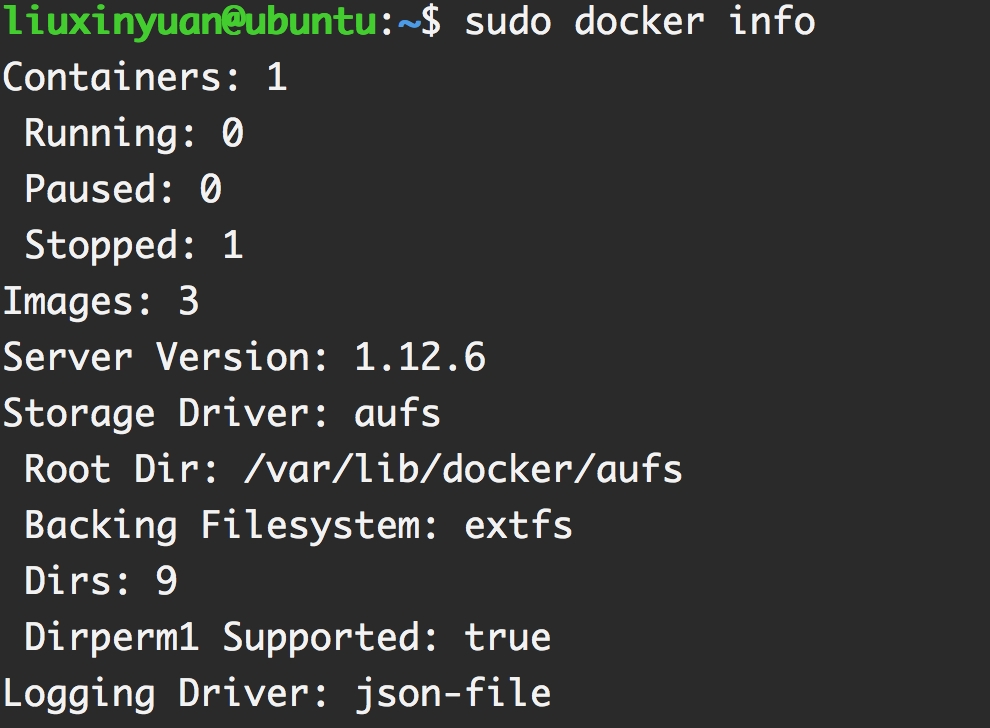 liuxinyuan@ubuntu:~$ sudo docker info
Containers: 1
 Running: 0
 Paused: 0
 Stopped: 1
Images: 3
Server Version: 1.12.6
Storage Driver: aufs
 Root Dir: /var/lib/docker/aufs
 Backing Filesystem: extfs
 Dirs: 9
 Dirperm1 Supported: true
Logging Driver: json-file